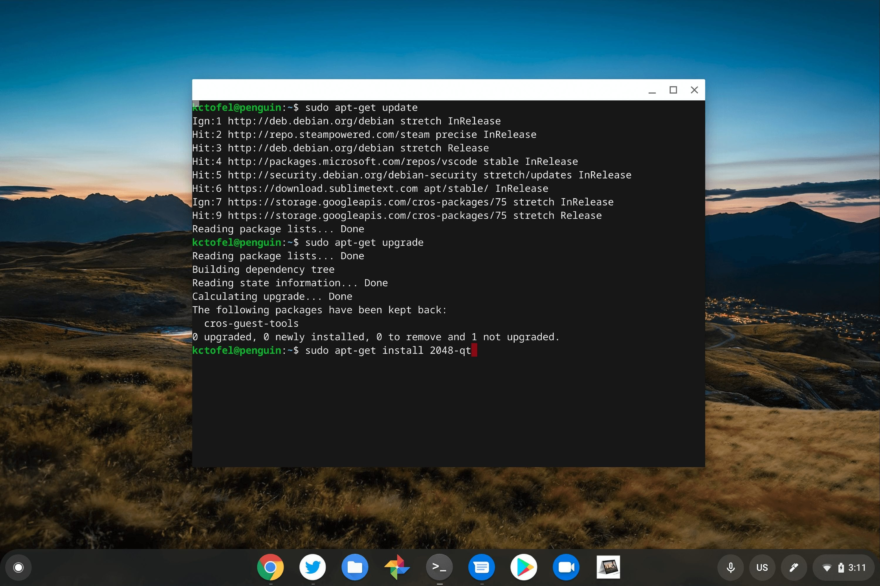 kctofel@penguin:~$ sudo apt-get update
Ign:1 http://deb.debian.org/debian stretch InRelease
Hit:2 http://repo.steampowered.com/steam precise InRelease
Hit:3 http://deb.debian.org/debian stretch Release
Hit:4 http://packages.microsoft.com/repos/vscode stable InRelease
Hit:5 http://security.debian.org/debian-security stretch/updates InRelease
Hit:6 https://download.sublimetext.com apt/stable/ InRelease
Ign:7 https://storage.googleapis.com/cros-packages/75 stretch InRelease
Hit:9 https://storage.googleapis.com/cros-packages/75 stretch Release
Reading package lists... Done
kctofel@penguin:~$ sudo apt-get upgrade
Reading package lists... Done
Building dependency tree
Reading state information... Done
Calculating upgrade... Done
The following packages have been kept back:
  cros-guest-tools
0 upgraded, 0 newly installed, 0 to remove and 1 not upgraded.
kctofel@penguin:~$ sudo apt-get install 2048-qt
>_ US 3:11